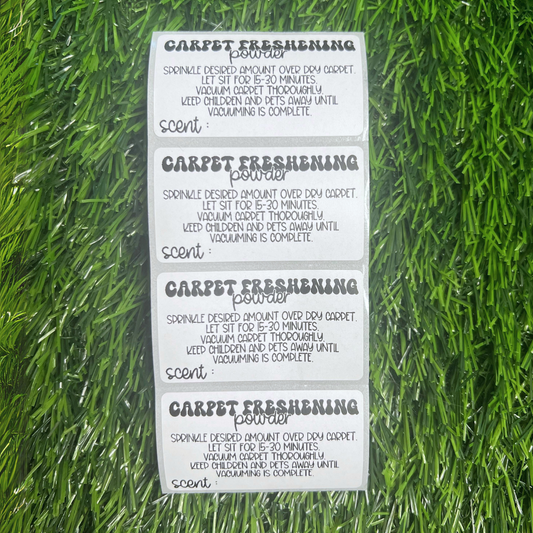 CARPET FRESHENING
powder
SPRINKLE DESIRED AMOUNT OVER DRY CARPET.
LET SIT FOR 15-30 MINUTES.
VACUUM CARPET THOROUGHLY.
KEEP CHILDREN AND PETS AWAY UNTIL
VACUUMING IS COMPLETE.
scent :
CARPET FRESHENING
powder
SPRINKLE DESIRED AMOUNT OVER DRY CARPET.
LET SIT FOR 15-30 MINUTES.
VACUUM CARPET THOROUGHLY.
KEEP CHILDREN AND PETS AWAY UNTIL
VACUUMING IS COMPLETE.
scent :
CARPET FRESHENING
powder
SPRINKLE DESIRED AMOUNT OVER DRY CARPET.
LET SIT FOR 15-30 MINUTES.
VACUUM CARPET THOROUGHLY.
KEEP CHILDREN AND PETS AWAY UNTIL
VACUUMING IS COMPLETE.
scent :
CARPET FRESHENING
powder
SPRINKLE DESIRED AMOUNT OVER DRY CARPET.
LET SIT FOR 15-30 MINUTES.
VACUUM CARPET THOROUGHLY.
KEEP CHILDREN AND PETS AWAY UNTIL
VACUUMING IS COMPLETE.
scent :